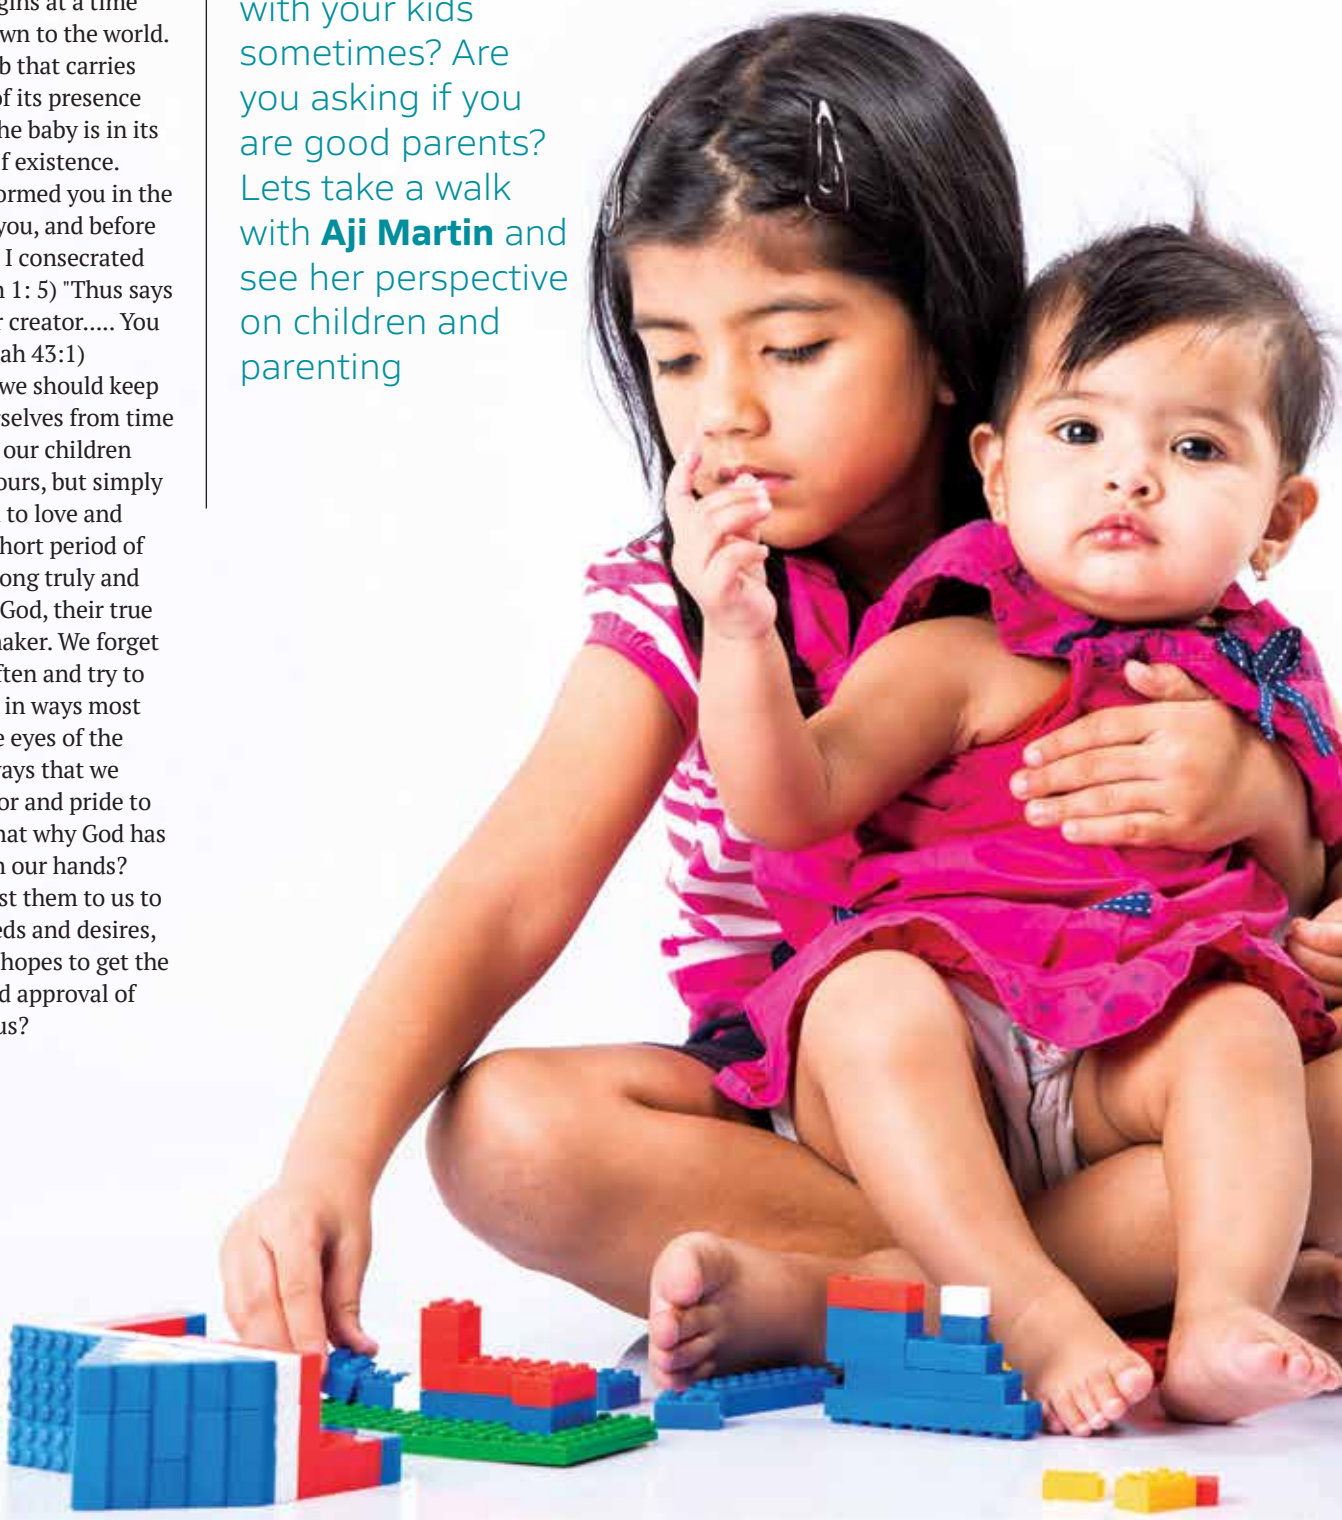 gins at a time
wn to the world.
b that carries
of its presence
he baby is in its
f existence.
ormed you in the
you, and before
I consecrated
h 1: 5) "Thus says
r creator..... You
ah 43:1)
we should keep
rselves from time
our children
ours, but simply
to love and
hort period of
ong truly and
God, their true
naker. We forget
ften and try to
in ways most
e eyes of the
ays that we
or and pride to
hat why God has
n our hands?
st them to us to
eds and desires,
hopes to get the
d approval of
us?
with your kids
sometimes? Are
you asking if you
are good parents?
Lets take a walk
with Aji Martin and
see her perspective
on children and
parenting